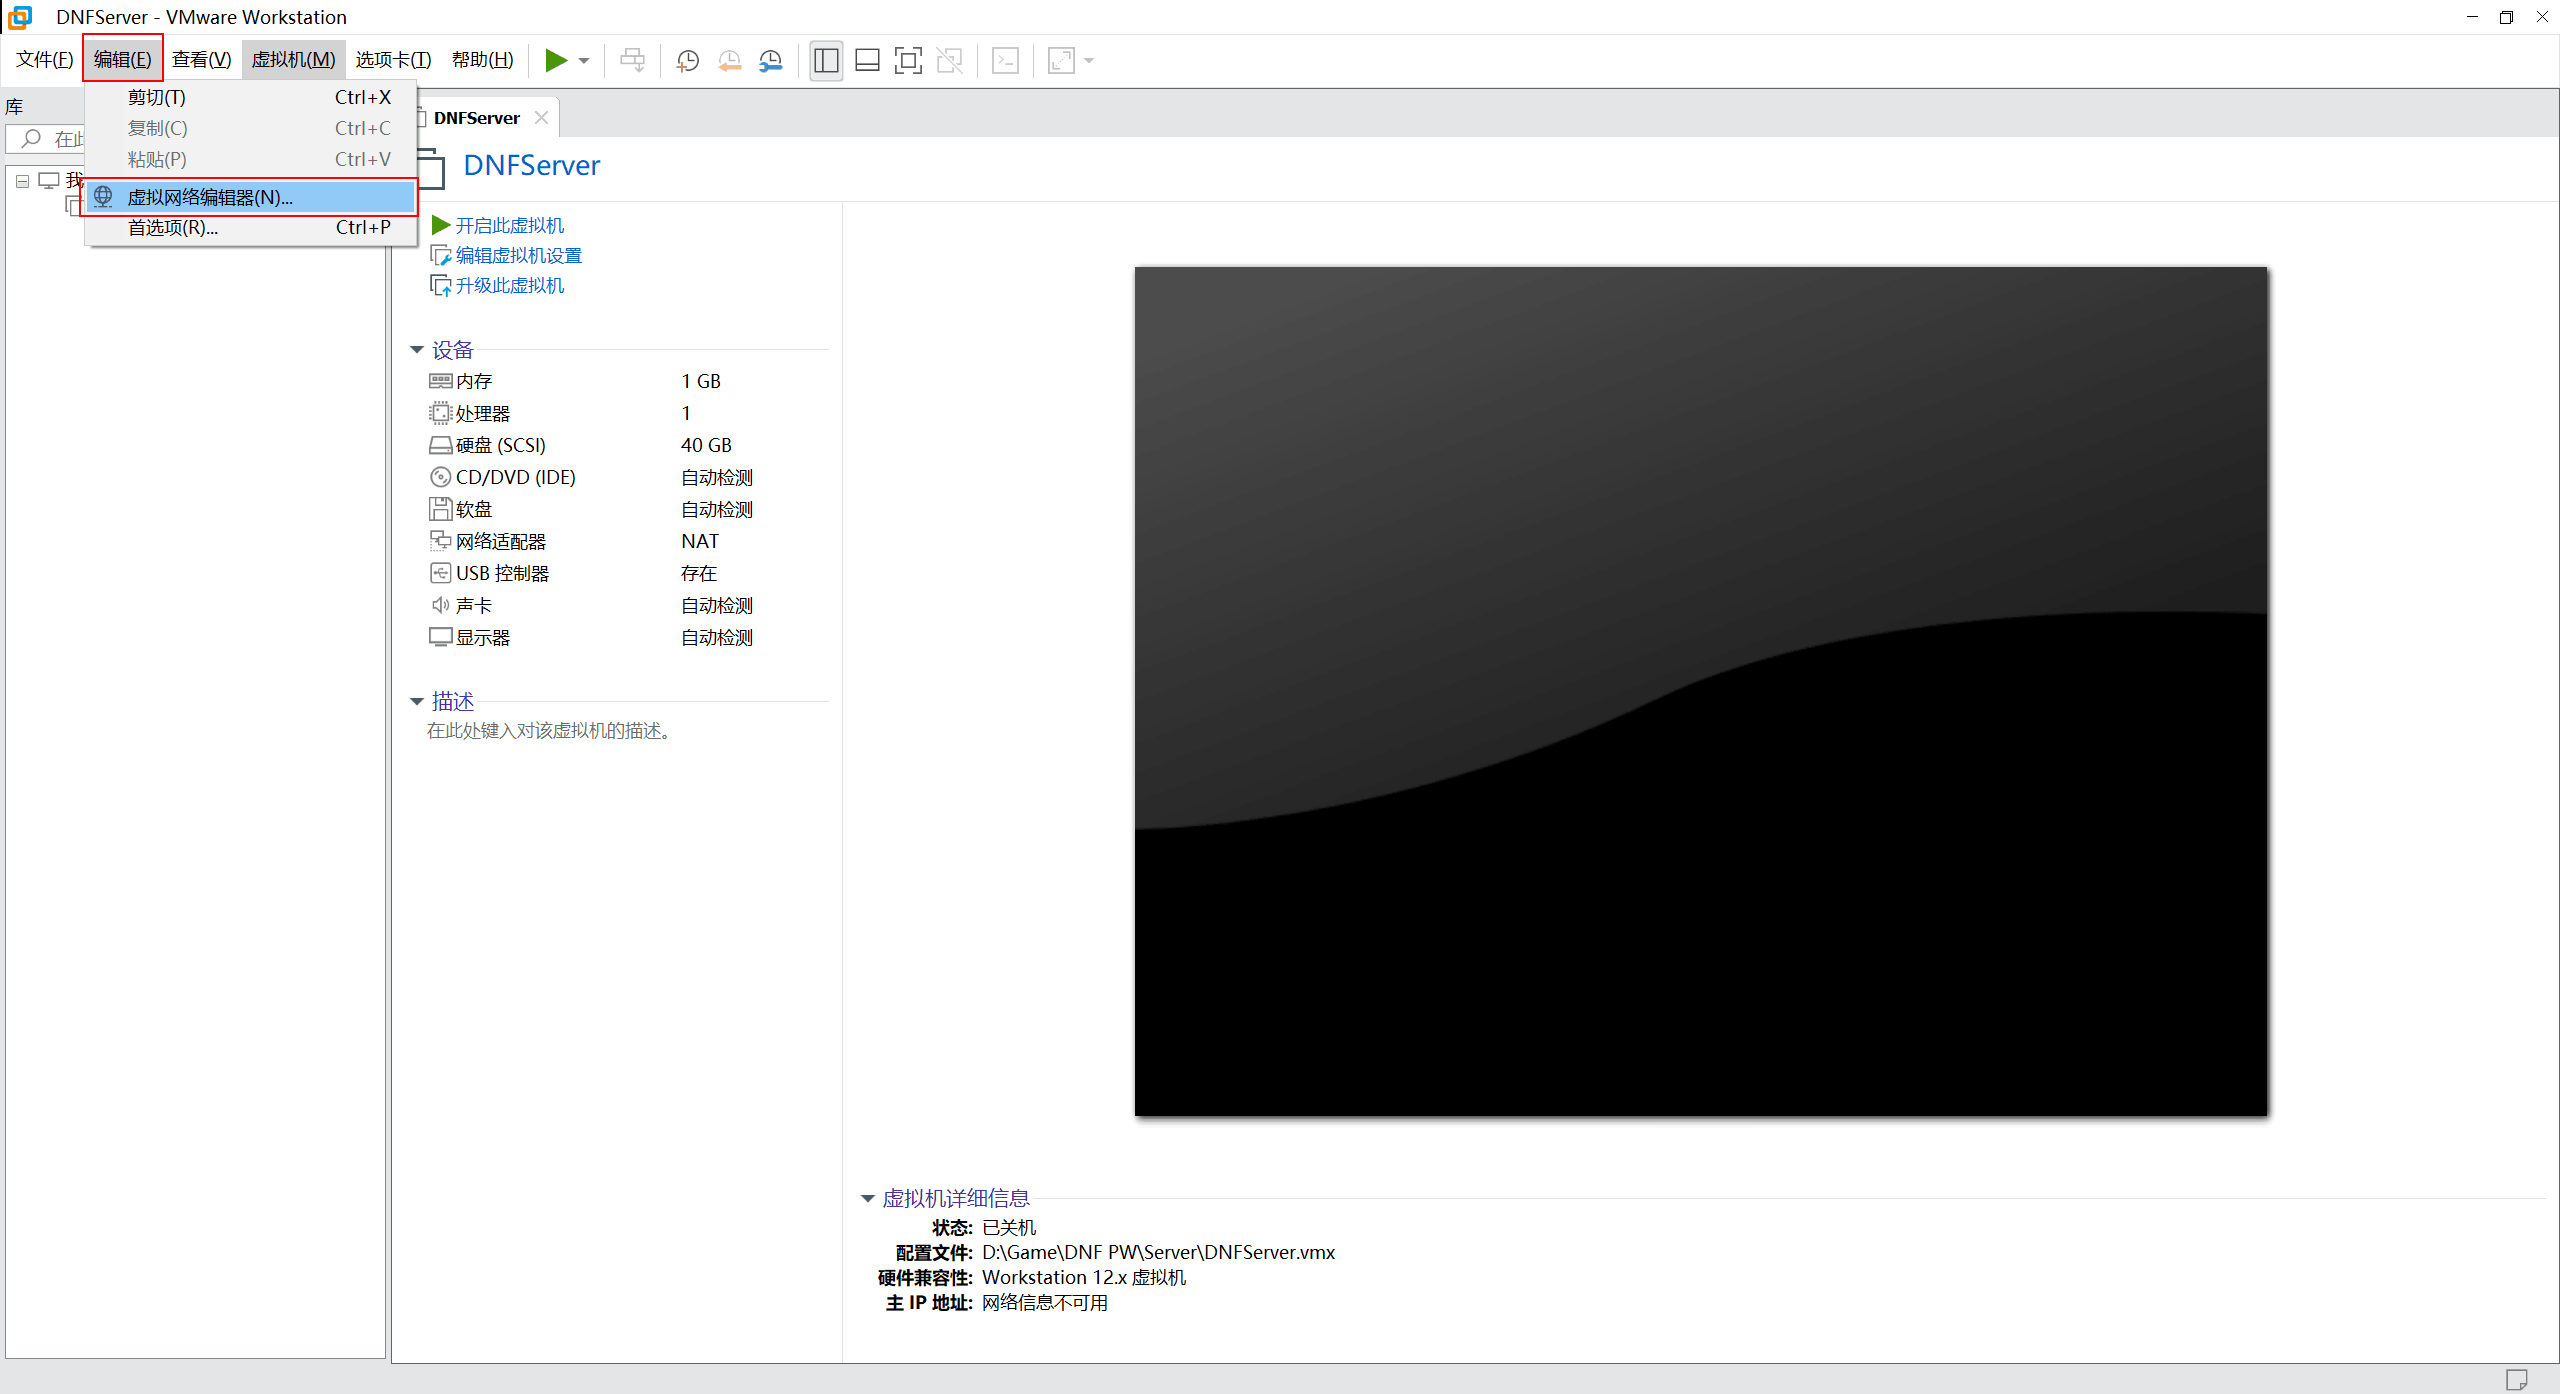 DNFServer - VMware Workstation
文件(F) 编辑(E) 查看(V) 虚拟机(M) 选项卡(T) 帮助(H)
库
在此
我
剪切(T) Ctrl+X
复制(C) Ctrl+C
粘贴(P) Ctrl+V
虚拟网络编辑器(N)...
首选项(R)... Ctrl+P
DNFServer
DNFServer
开启此虚拟机
编辑虚拟机设置
升级此虚拟机
设备
内存 1 GB
处理器 1
硬盘 (SCSI) 40 GB
CD/DVD (IDE) 自动检测
软盘 自动检测
网络适配器 NAT
USB 控制器 存在
声卡 自动检测
显示器 自动检测
描述
在此处键入对该虚拟机的描述。
虚拟机详细信息
状态: 已关机
配置文件: D:\Game\DNF PW\Server\DNFServer.vmx
硬件兼容性: Workstation 12.x 虚拟机
主 IP 地址: 网络信息不可用